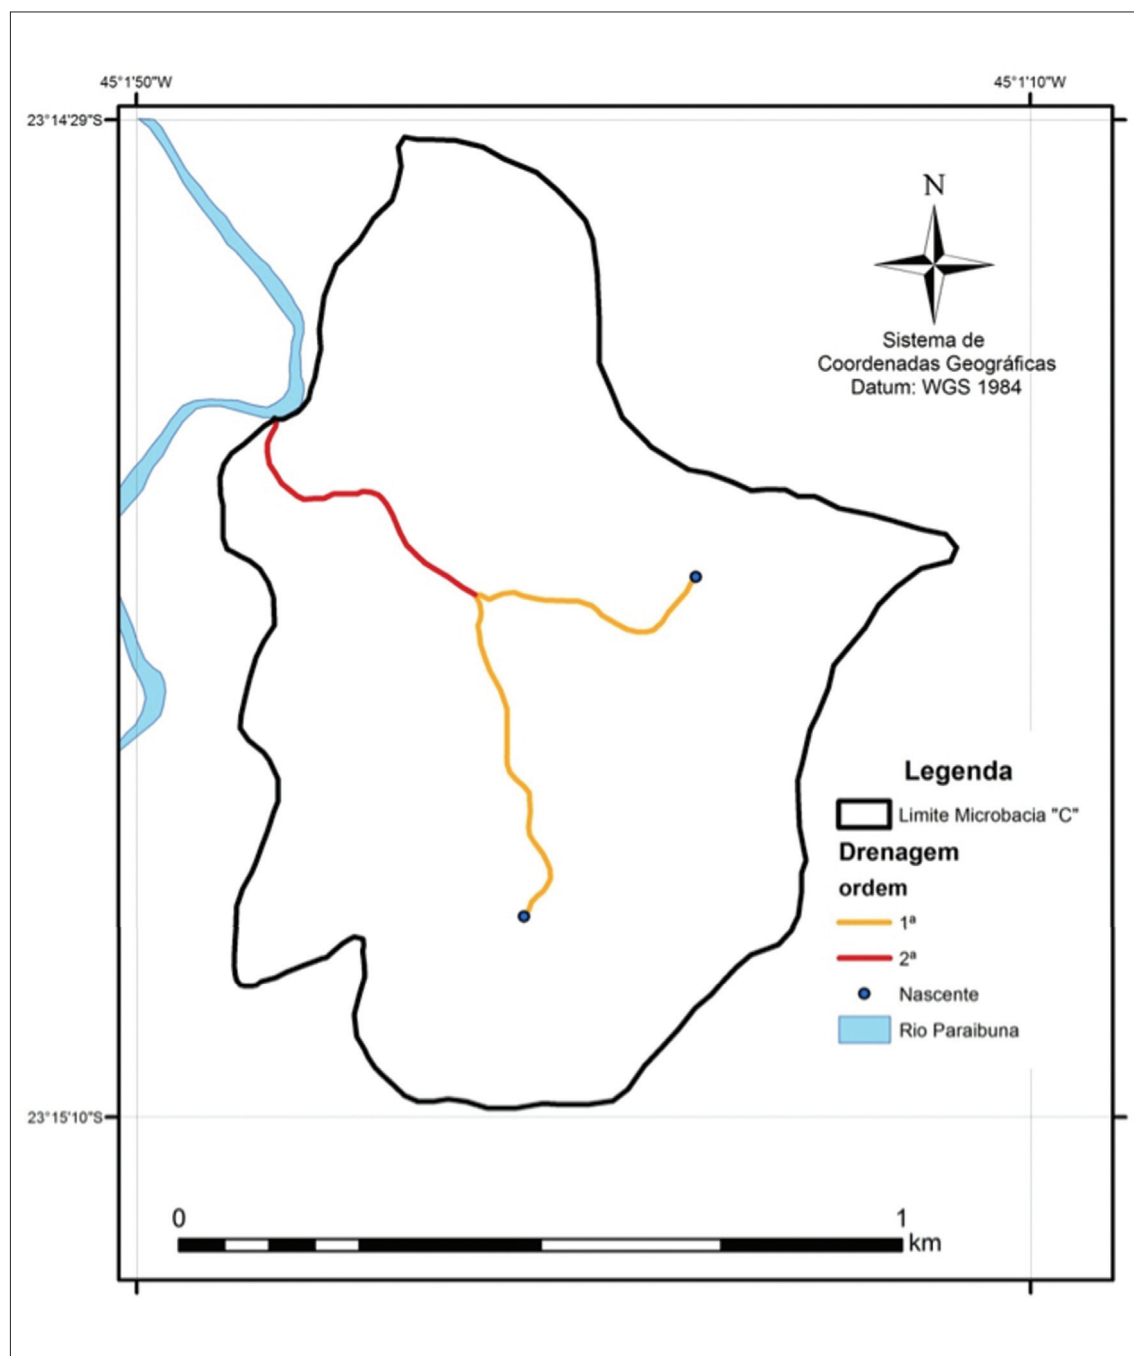 45°1'50"W
45°1'10"W
23°14'29"S
N
Sistema de
Coordenadas Geográficas
Datum: WGS 1984
Legenda
Limite Microbacia "C"
Drenagem
ordem
1ª
2ª
Nascente
Rio Paraibuna
23°15'10"S
0
1
km